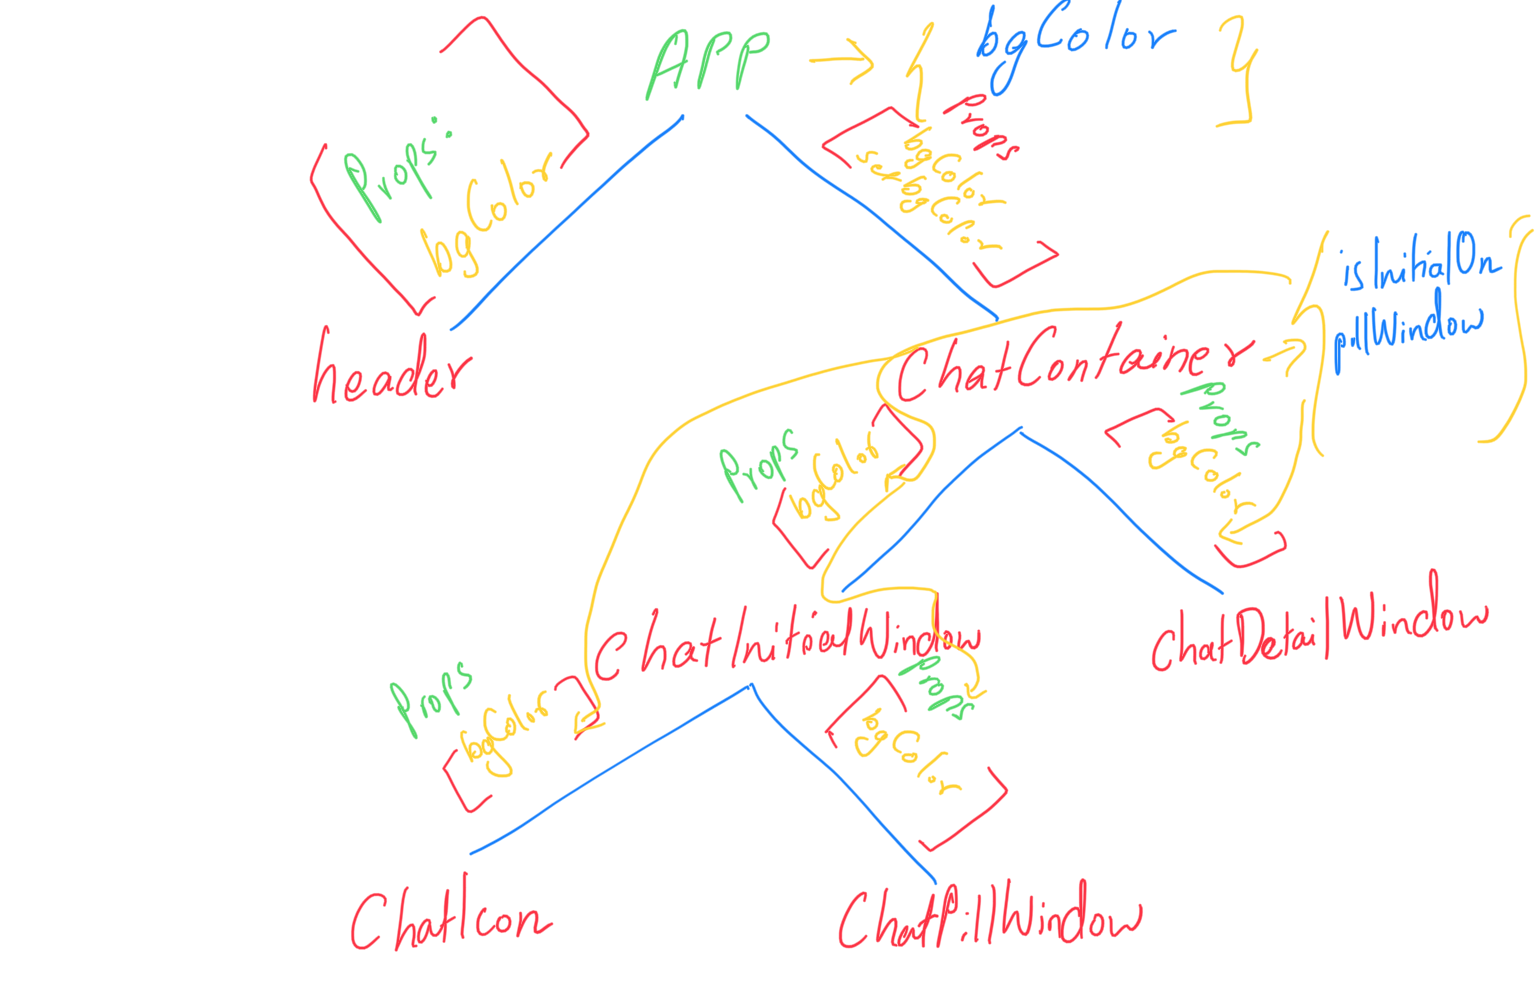 APP → { bgColor }
Props:
bgColor
Props
bgColor
setbgColor
header
ChatContainer → { isInitialOn
pillWindow }
Props
bgColor
Props
bgColor
ChatInitialWindow
ChatDetailWindow
Props
bgColor
Props
bgColor
ChatIcon
ChatPillWindow